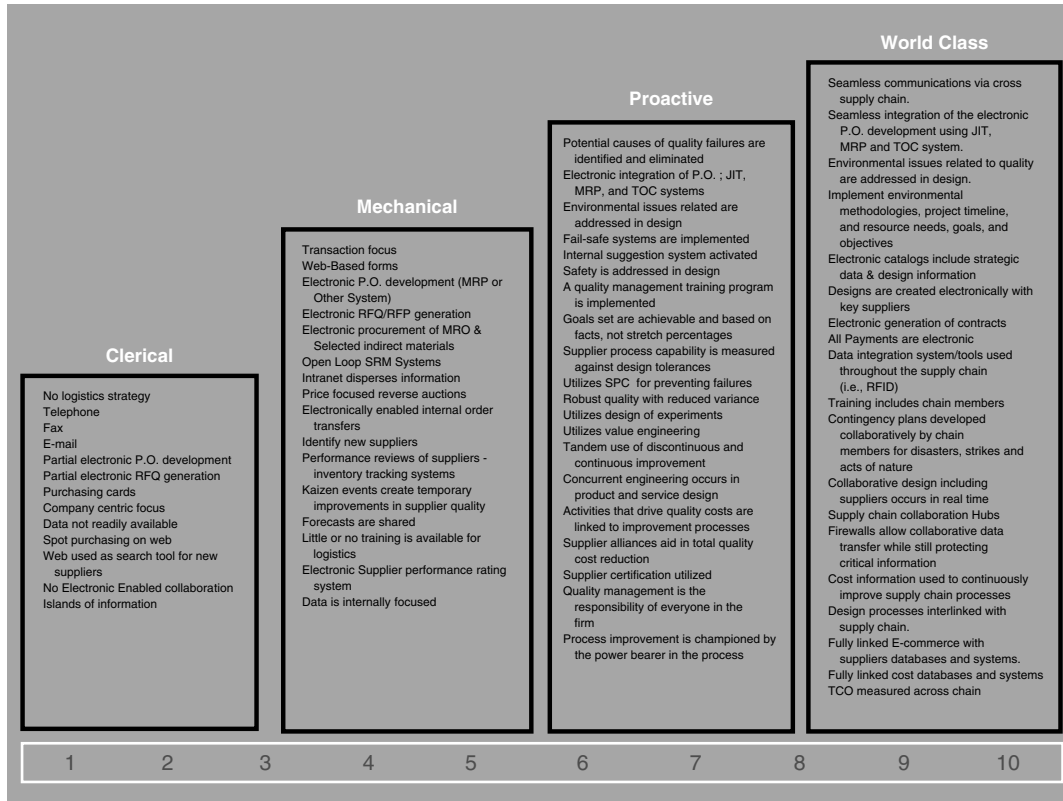 Clerical
No logistics strategy
Telephone
Fax
E-mail
Partial electronic P.O. development
Partial electronic RFQ generation
Purchasing cards
Company centric focus
Data not readily available
Spot purchasing on web
Web used as search tool for new
suppliers
No Electronic Enabled collaboration
Islands of information
Mechanical
Transaction focus
Web-Based forms
Electronic P.O. development (MRP or
Other System)
Electronic RFQ/RFP generation
Electronic procurement of MRO &
Selected indirect materials
Open Loop SRM Systems
Intranet disperses information
Price focused reverse auctions
Electronically enabled internal order
transfers
Identify new suppliers
Performance reviews of suppliers -
inventory tracking systems
Kaizen events create temporary
improvements in supplier quality
Forecasts are shared
Little or no training is available for
logistics
Electronic Supplier performance rating
system
Data is internally focused
Proactive
Potential causes of quality failures are
identified and eliminated
Electronic integration of P.O. ; JIT,
MRP, and TOC systems
Environmental issues related are
addressed in design
Fail-safe systems are implemented
Internal suggestion system activated
Safety is addressed in design
A quality management training program
is implemented
Goals set are achievable and based on
facts, not stretch percentages
Supplier process capability is measured
against design tolerances
Utilizes SPC for preventing failures
Robust quality with reduced variance
Utilizes design of experiments
Utilizes value engineering
Tandem use of discontinuous and
continuous improvement
Concurrent engineering occurs in
product and service design
Activities that drive quality costs are
linked to improvement processes
Supplier alliances aid in total quality
cost reduction
Supplier certification utilized
Quality management is the
responsibility of everyone in the
firm
Process improvement is championed by
the power bearer in the process
World Class
Seamless communications via cross
supply chain.
Seamless integration of the electronic
P.O. development using JIT,
MRP and TOC system.
Environmental issues related to quality
are addressed in design.
Implement environmental
methodologies, project timeline,
and resource needs, goals, and
objectives
Electronic catalogs include strategic
data & design information
Designs are created electronically with
key suppliers
Electronic generation of contracts
All Payments are electronic
Data integration system/tools used
throughout the supply chain
(i.e., RFID)
Training includes chain members
Contingency plans developed
collaboratively by chain
members for disasters, strikes and
acts of nature
Collaborative design including
suppliers occurs in real time
Supply chain collaboration Hubs
Firewalls allow collaborative data
transfer while still protecting
critical information
Cost information used to continuously
improve supply chain processes
Design processes interlinked with
supply chain.
Fully linked E-commerce with
suppliers databases and systems.
Fully linked cost databases and systems
TCO measured across chain
1 2 3 4 5 6 7 8 9 10